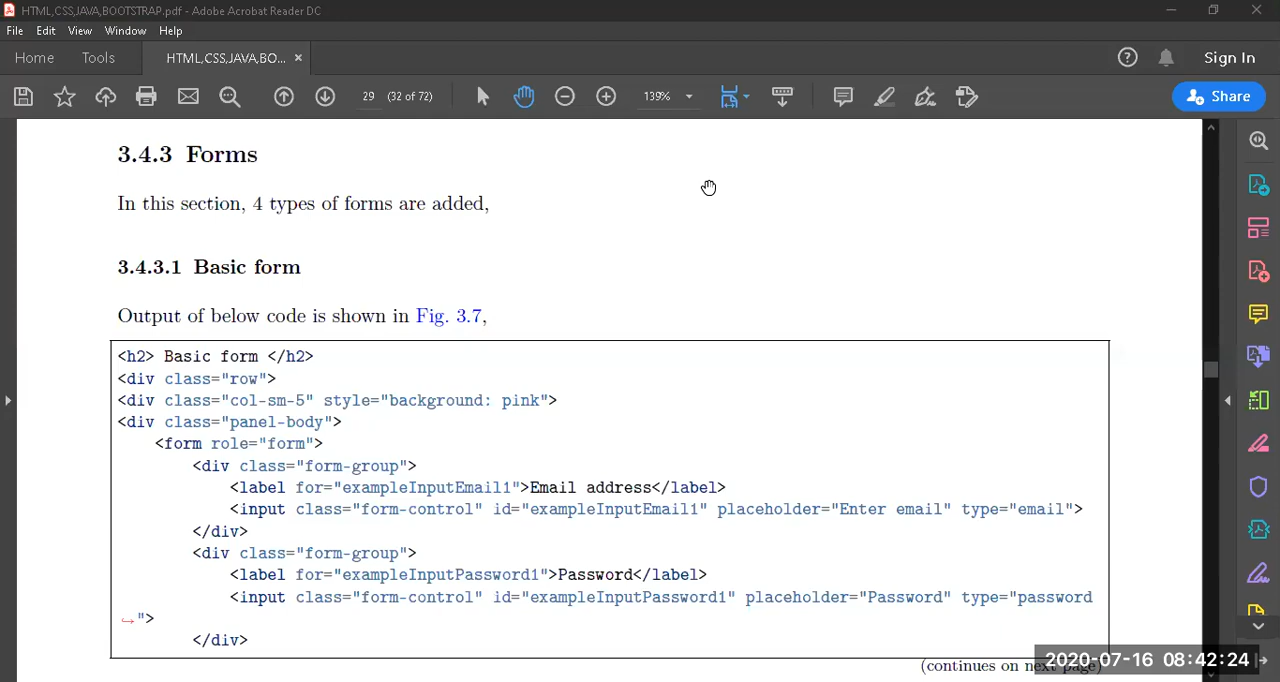 HTML,CSS,JAVA,BOOTSTRAP.pdf - Adobe Acrobat Reader DC
File Edit View Window Help
Home Tools HTML,CSS,JAVA,BO... × Sign In
29 (32 of 72) 139% Share
3.4.3 Forms
In this section, 4 types of forms are added,
3.4.3.1 Basic form
Output of below code is shown in Fig. 3.7,
<h2> Basic form </h2>
<div class="row">
<div class="col-sm-5" style="background: pink">
<div class="panel-body">
<form role="form">
<div class="form-group">
<label for="exampleInputEmail1">Email address</label>
<input class="form-control" id="exampleInputEmail1" placeholder="Enter email" type="email">
</div>
<div class="form-group">
<label for="exampleInputPassword1">Password</label>
<input class="form-control" id="exampleInputPassword1" placeholder="Password" type="password
↪">
</div>
(continues on next page)
2020-07-16 08:42:24